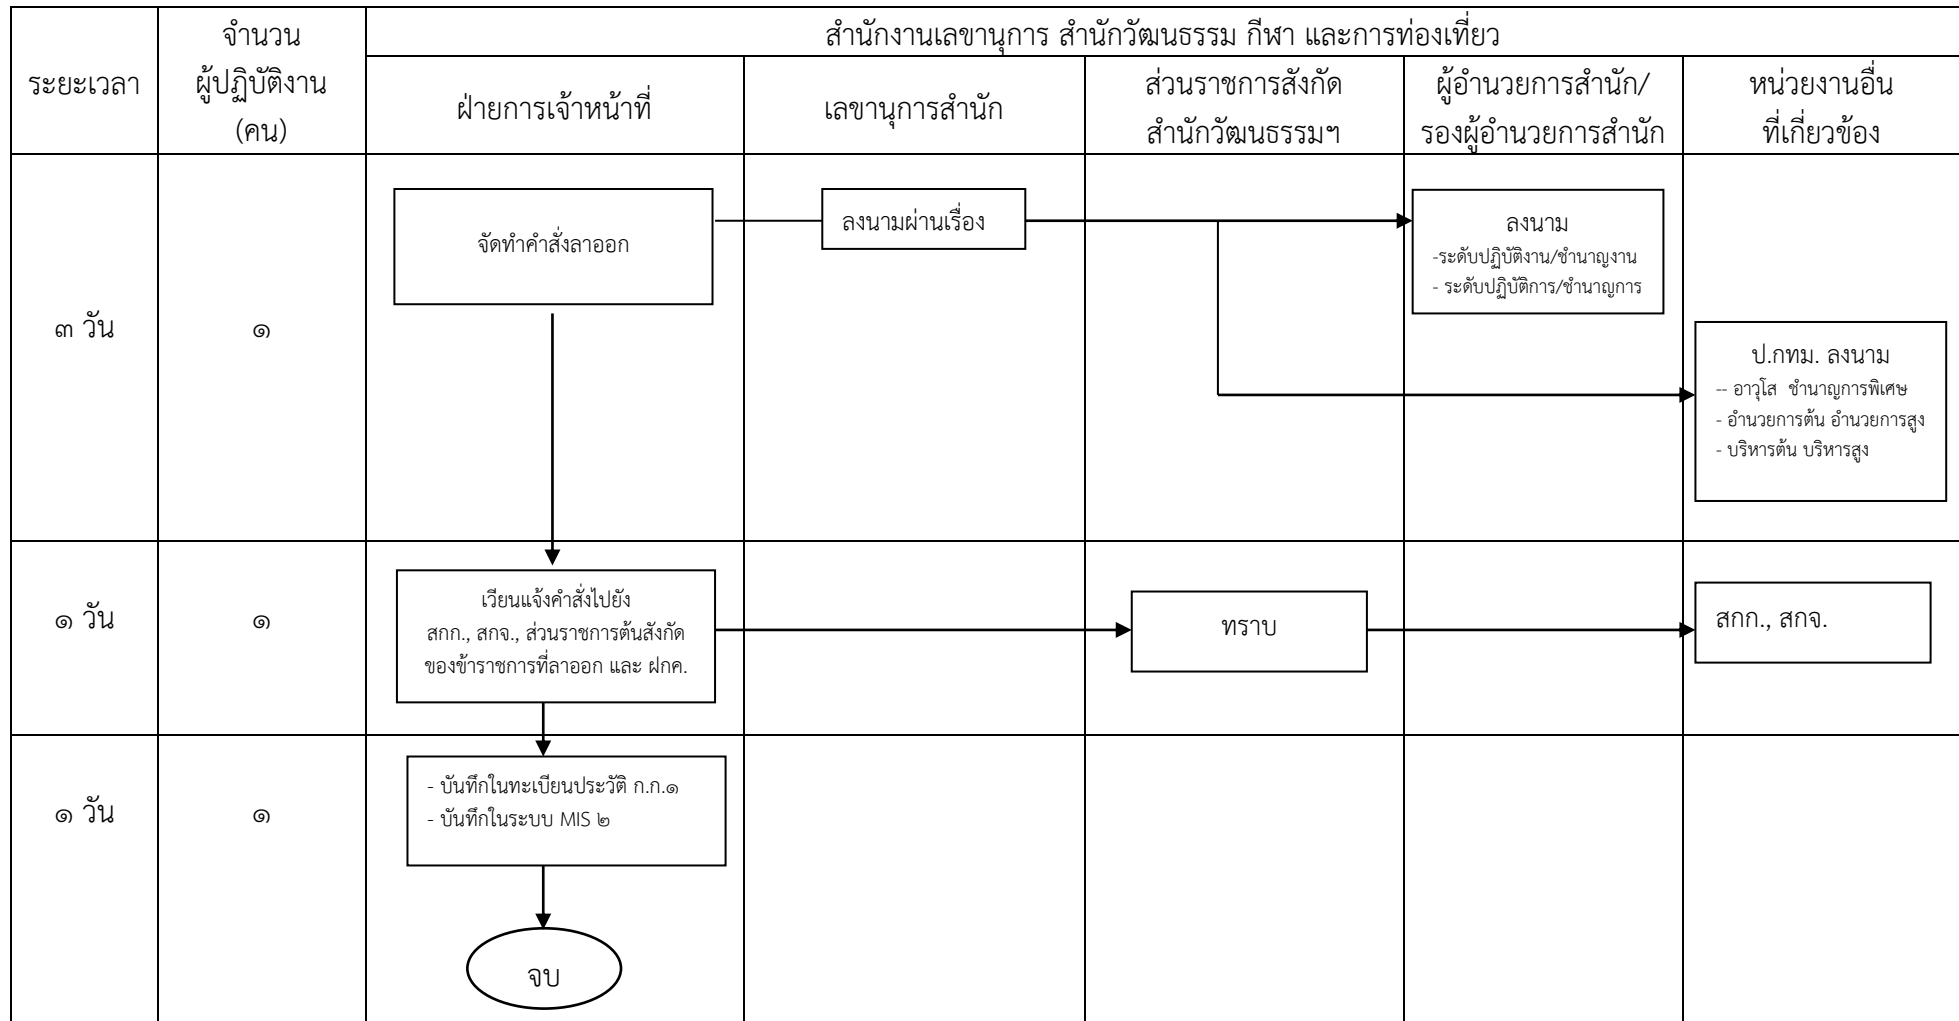 ระยะเวลา
จำนวน
ผู้ปฏิบัติงาน
(คน)
สำนักงานเลขานุการ สำนักวัฒนธรรม กีฬา และการท่องเที่ยว
ฝ่ายการเจ้าหน้าที่
เลขานุการสำนัก
ส่วนราชการสังกัด
สำนักวัฒนธรรมฯ
ผู้อำนวยการสำนัก/
รองผู้อำนวยการสำนัก
หน่วยงานอื่น
ที่เกี่ยวข้อง
๓ วัน
๑
จัดทำคำสั่งลาออก
ลงนามผ่านเรื่อง
ลงนาม
-ระดับปฏิบัติงาน/ชำนาญงาน
- ระดับปฏิบัติการ/ชำนาญการ
ป.กทม. ลงนาม
-- อาวุโส ชำนาญการพิเศษ
- อำนวยการต้น อำนวยการสูง
- บริหารต้น บริหารสูง
๑ วัน
๑
เวียนแจ้งคำสั่งไปยัง
สกก., สกจ., ส่วนราชการต้นสังกัด
ของข้าราชการที่ลาออก และ ฝกค.
ทราบ
สกก., สกจ.
๑ วัน
๑
- บันทึกในทะเบียนประวัติ ก.ก.๑
- บันทึกในระบบ MIS ๒
จบ